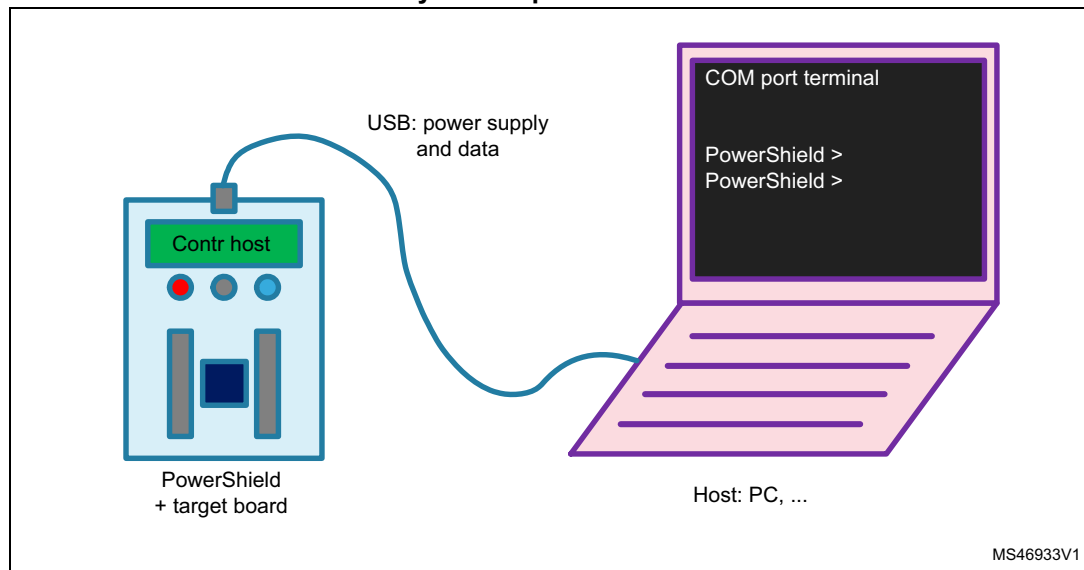 COM port terminal
PowerShield >
PowerShield >
USB: power supply
and data
Contr host
PowerShield
+ target board
Host: PC, ...
MS46933V1